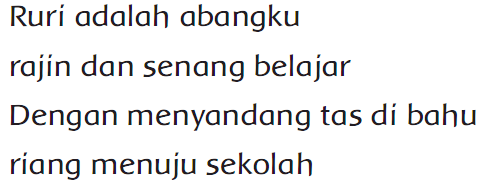 Ruri adalah abangku
rajin dan senang belajar
Dengan menyandang tas di bahu
riang menuju sekolah